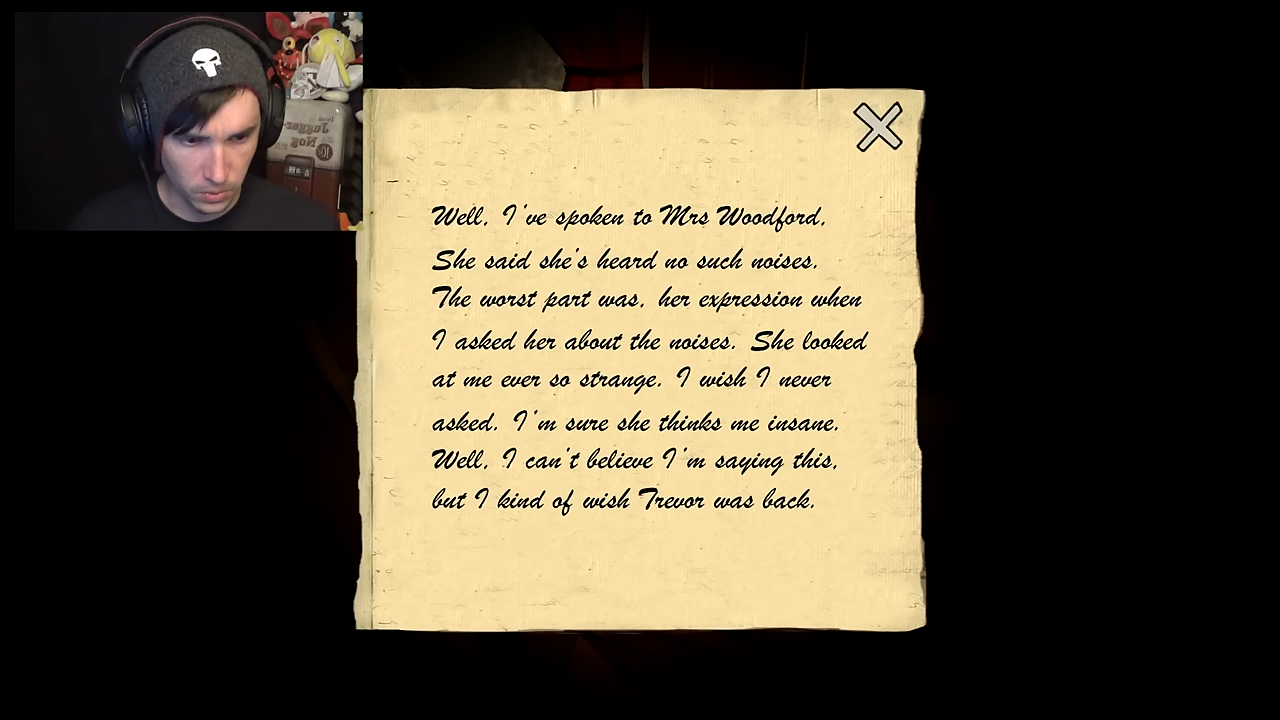 Well, I've spoken to Mrs Woodford,
She said she's heard no such noises.
The worst part was, her expression when
I asked her about the noises. She looked
at me ever so strange. I wish I never
asked. I'm sure she thinks me insane.
Well, I can't believe I'm saying this,
but I kind of wish Trevor was back.